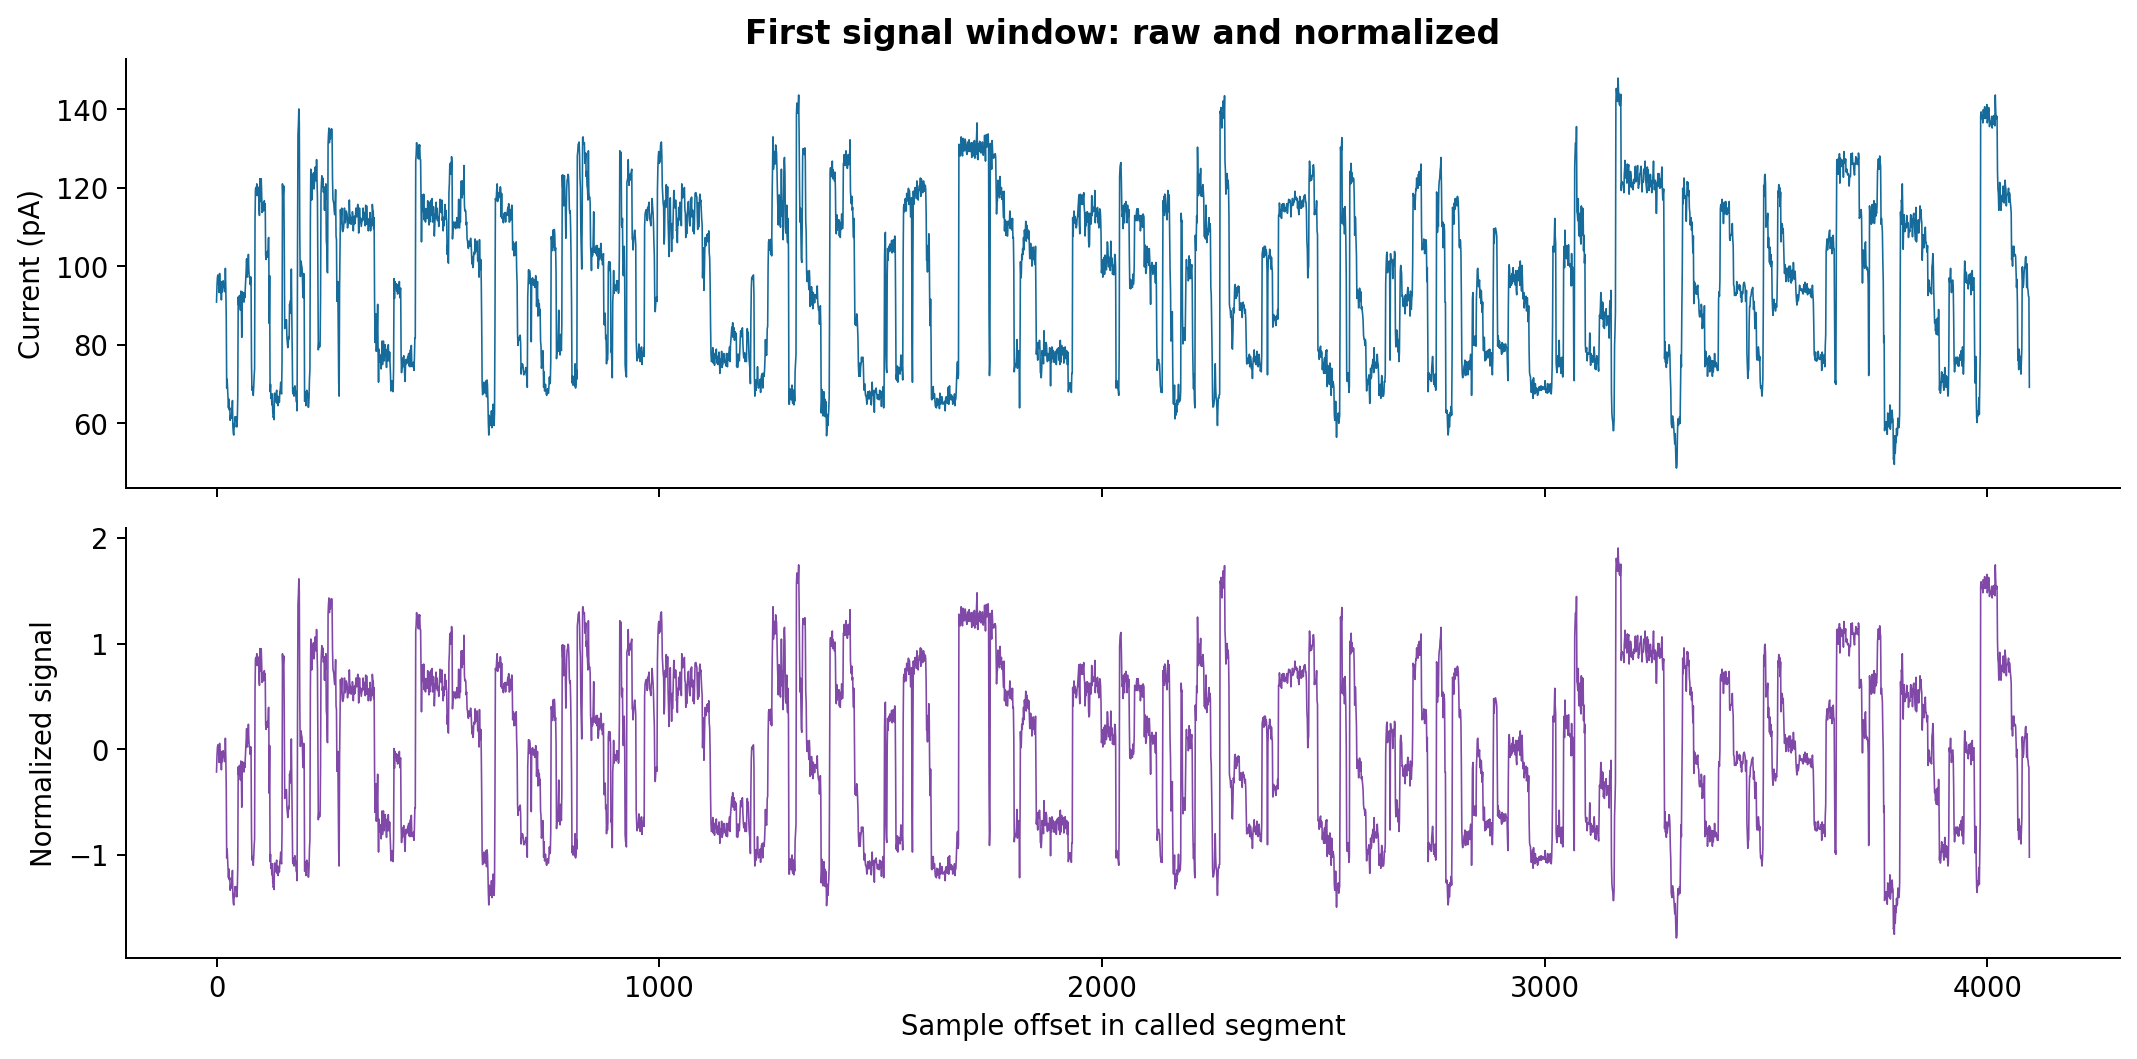 First signal window: raw and normalized
Current (pA)
140
120
100
80
60
Normalized signal
2
1
0
−1
0 1000 2000 3000 4000
Sample offset in called segment